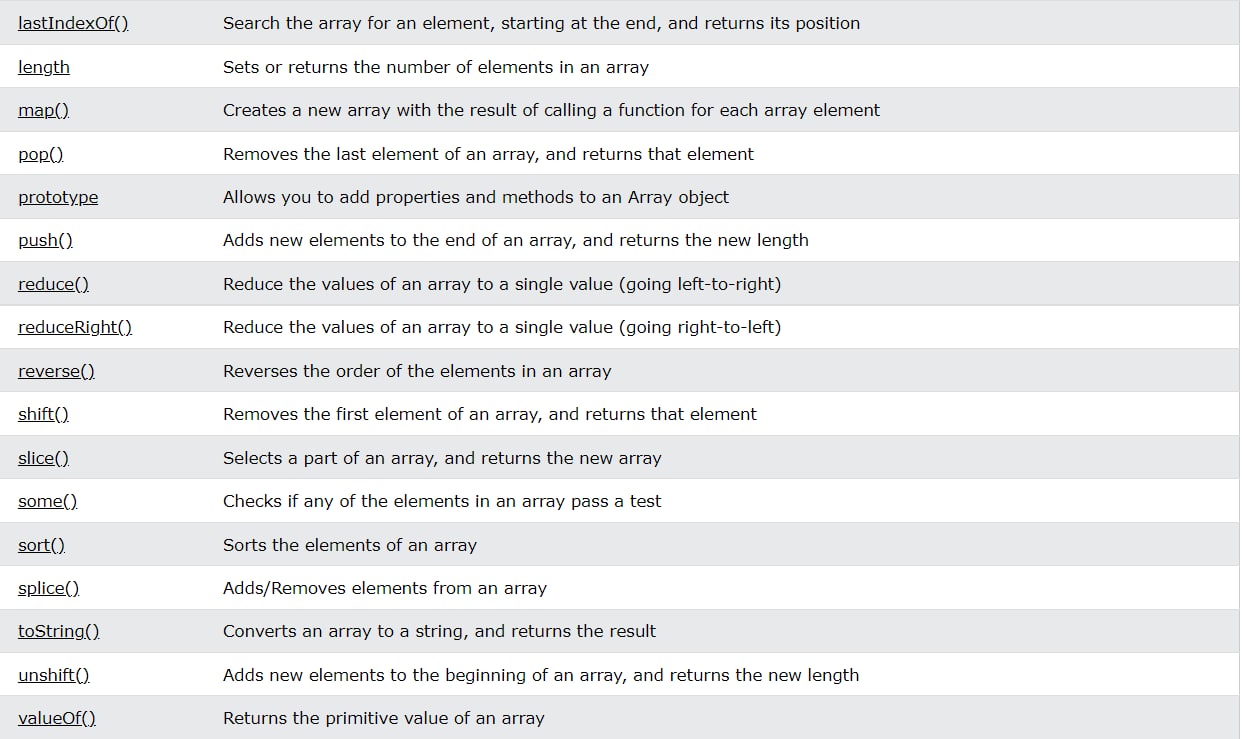 lastIndexOf() Search the array for an element, starting at the end, and returns its position
length Sets or returns the number of elements in an array
map() Creates a new array with the result of calling a function for each array element
pop() Removes the last element of an array, and returns that element
prototype Allows you to add properties and methods to an Array object
push() Adds new elements to the end of an array, and returns the new length
reduce() Reduce the values of an array to a single value (going left-to-right)
reduceRight() Reduce the values of an array to a single value (going right-to-left)
reverse() Reverses the order of the elements in an array
shift() Removes the first element of an array, and returns that element
slice() Selects a part of an array, and returns the new array
some() Checks if any of the elements in an array pass a test
sort() Sorts the elements of an array
splice() Adds/Removes elements from an array
toString() Converts an array to a string, and returns the result
unshift() Adds new elements to the beginning of an array, and returns the new length
valueOf() Returns the primitive value of an array